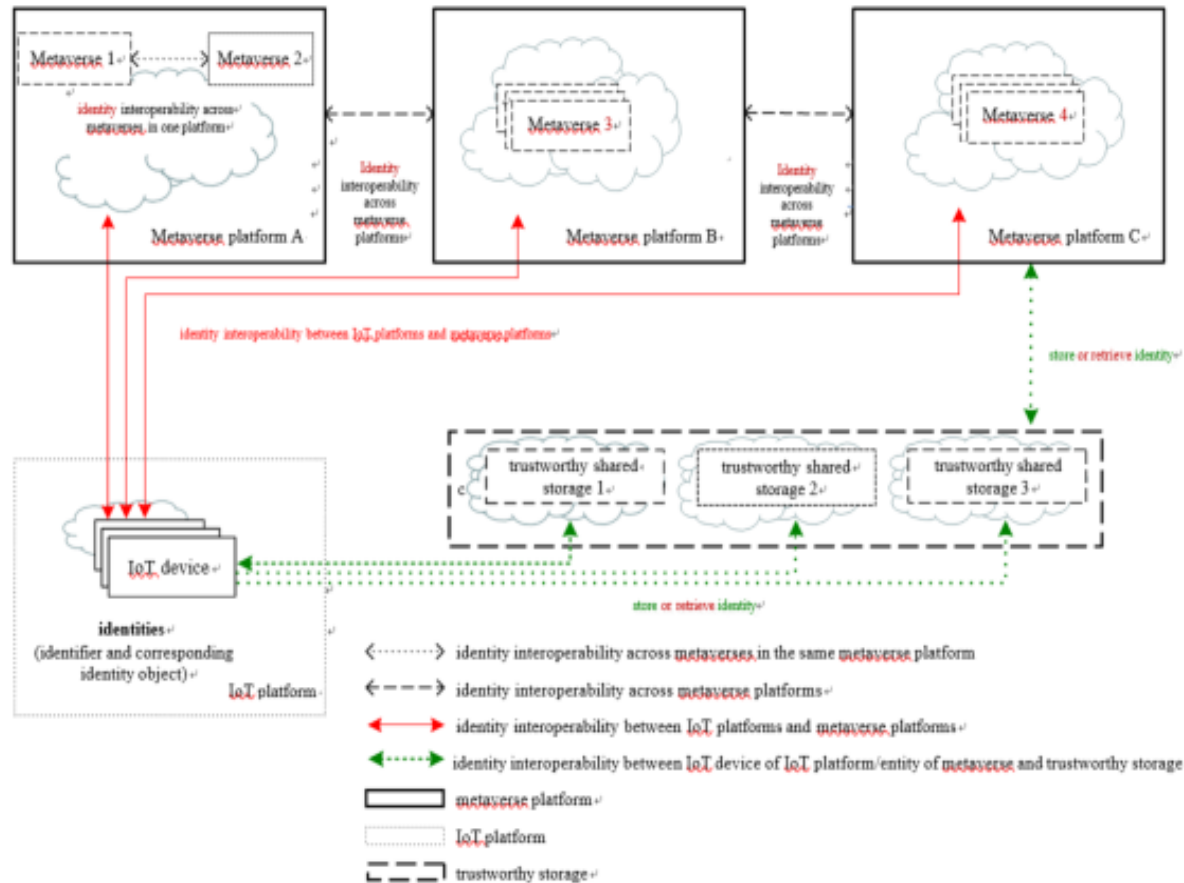 Metaverse 1
Metaverse 2
identity interoperability across
metaverses in one platform
Metaverse platform A
Identity
interoperability
across
metaverse
platforms
Metaverse 3
Metaverse platform B
Identity
interoperability
across
metaverse
platforms
Metaverse 4
Metaverse platform C
identity interoperability between IoT platforms and metaverse platforms
store or retrieve identity
c
trustworthy shared
storage 1
trustworthy shared
storage 2
trustworthy shared
storage 3
IoT device
store or retrieve identity
identities
(identifier and corresponding
identity object)
IoT platform
identity interoperability across metaverses in the same metaverse platform
identity interoperability across metaverse platforms
identity interoperability between IoT platforms and metaverse platforms
identity interoperability between IoT device of IoT platform/entity of metaverse and trustworthy storage
metaverse platform
IoT platform
trustworthy storage